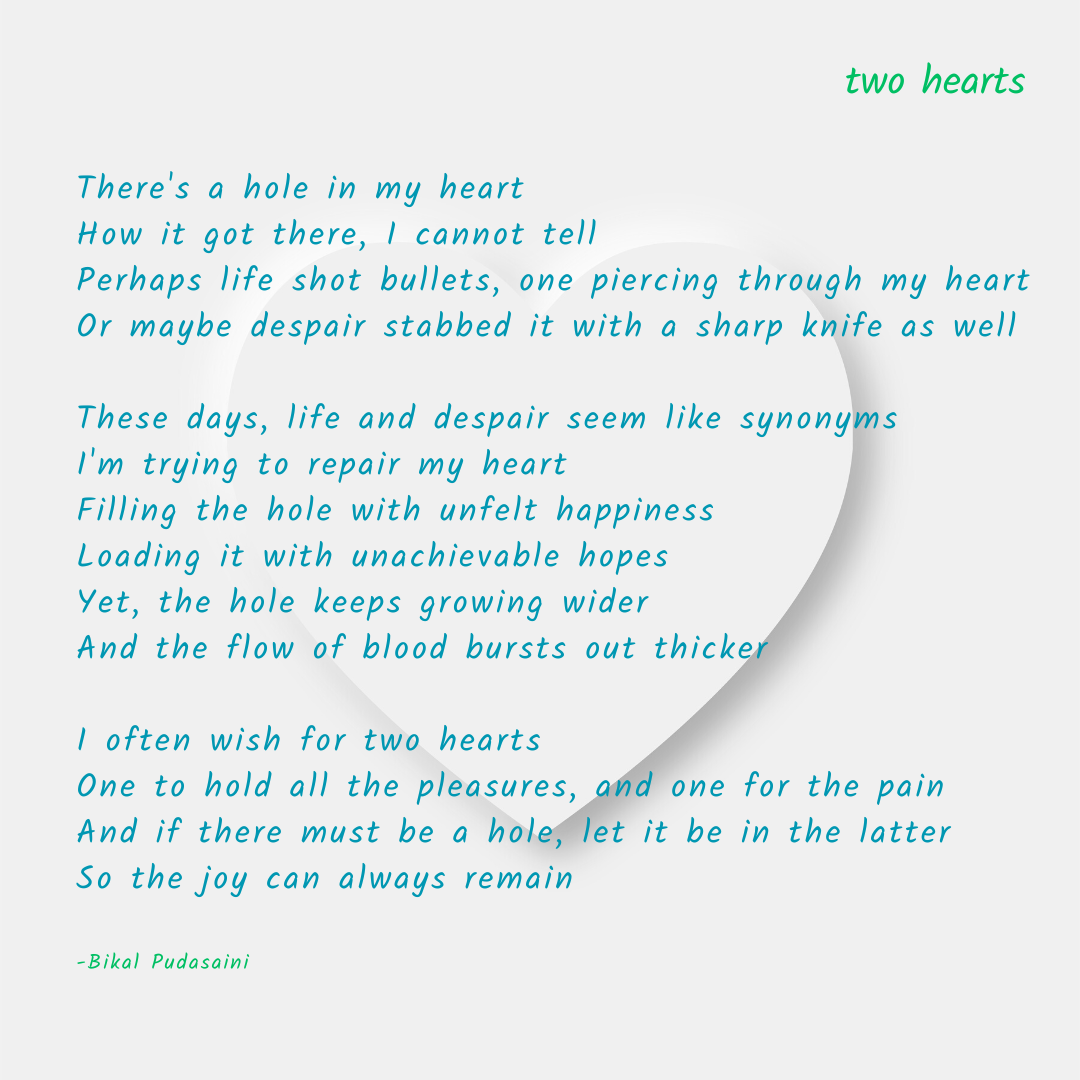 two hearts
There's a hole in my heart
How it got there, I cannot tell
Perhaps life shot bullets, one piercing through my heart
Or maybe despair stabbed it with a sharp knife as well
These days, life and despair seem like synonyms
I'm trying to repair my heart
Filling the hole with unfelt happiness
Loading it with unachievable hopes
Yet, the hole keeps growing wider
And the flow of blood bursts out thicker
I often wish for two hearts
One to hold all the pleasures, and one for the pain
And if there must be a hole, let it be in the latter
So the joy can always remain
-Bikal Pudasaini